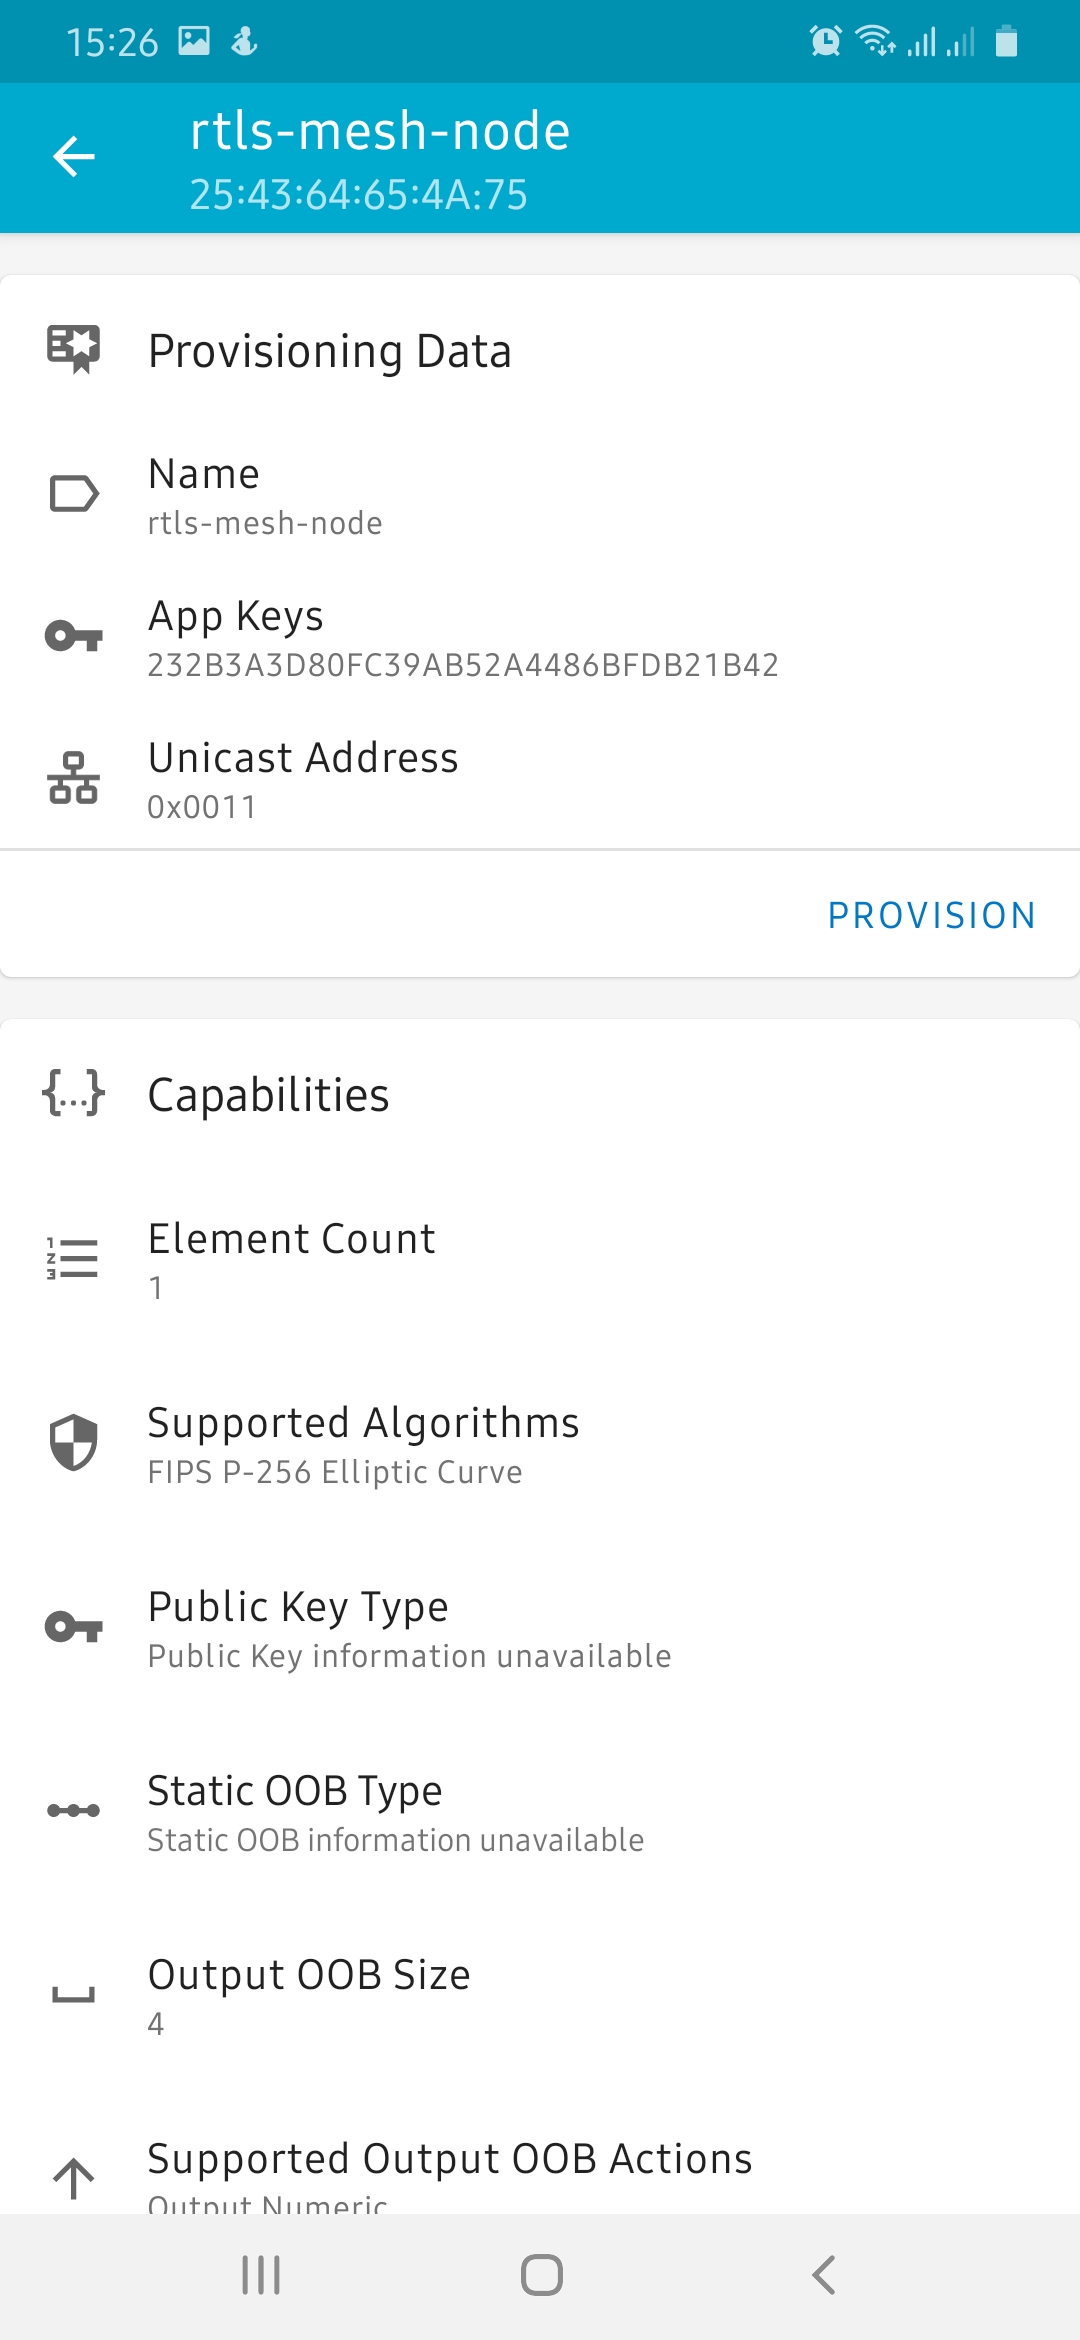 15:26
rtls-mesh-node
25:43:64:65:4A:75
Provisioning Data
Name
rtls-mesh-node
App Keys
232B3A3D80FC39AB52A4486BFDB21B42
Unicast Address
0x0011
PROVISION
{...} Capabilities
Element Count
1
Supported Algorithms
FIPS P-256 Elliptic Curve
Public Key Type
Public Key information unavailable
Static OOB Type
Static OOB information unavailable
Output OOB Size
4
Supported Output OOB Actions
Output Numeric